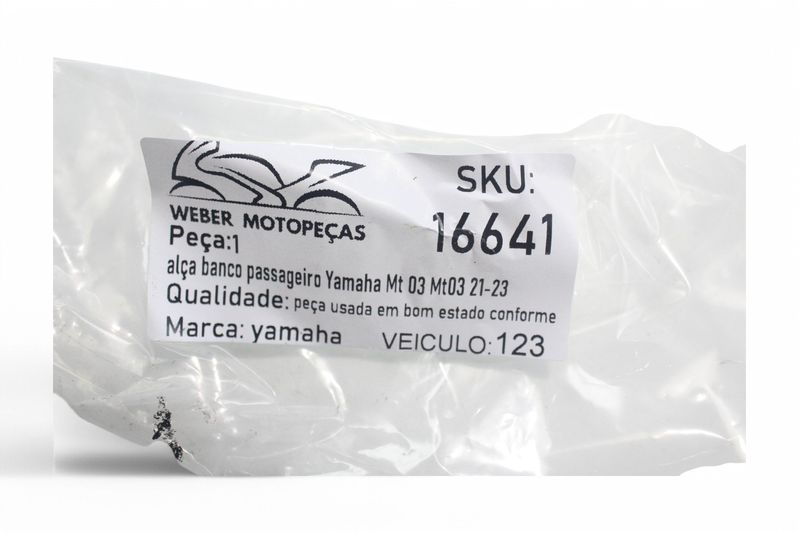 WEBER MOTOPEÇAS
SKU:
16641
Peça:1
alça banco passageiro Yamaha Mt 03 Mt03 21-23
Qualidade: peça usada em bom estado conforme
Marca: yamaha
VEICULO: 123